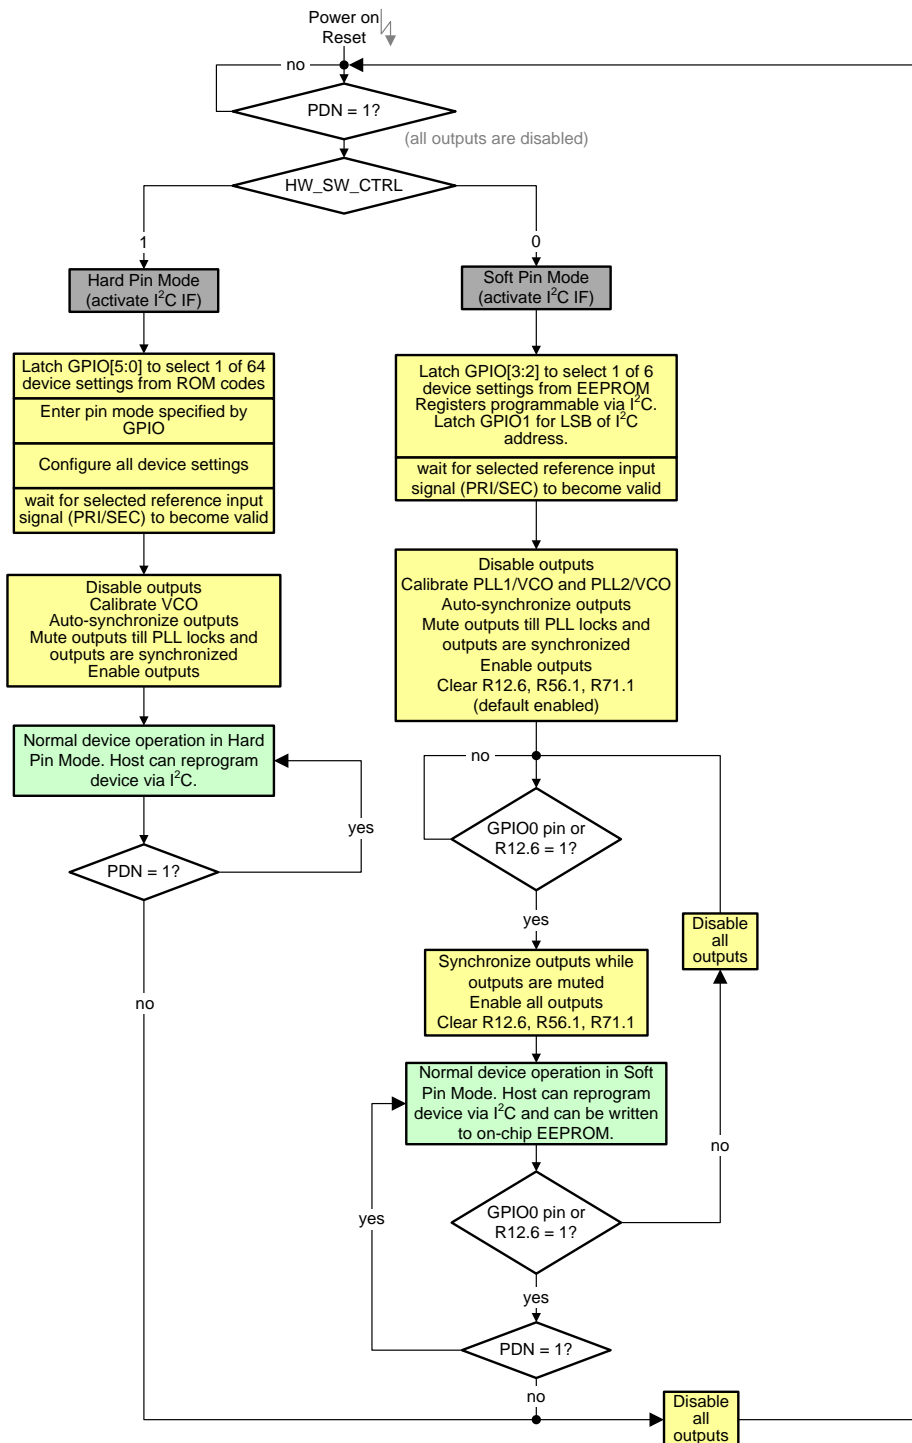 Power on
Reset
no
PDN = 1?
(all outputs are disabled)
HW_SW_CTRL
1
0
Hard Pin Mode
(activate I²C IF)
Soft Pin Mode
(activate I²C IF)
Latch GPIO[5:0] to select 1 of 64
device settings from ROM codes
Enter pin mode specified by
GPIO
Configure all device settings
wait for selected reference input
signal (PRI/SEC) to become valid
Latch GPIO[3:2] to select 1 of 6
device settings from EEPROM
Registers programmable via I²C.
Latch GPIO1 for LSB of I²C
address.
wait for selected reference input
signal (PRI/SEC) to become valid
Disable outputs
Calibrate VCO
Auto-synchronize outputs
Mute outputs till PLL locks and
outputs are synchronized
Enable outputs
Disable outputs
Calibrate PLL1/VCO and PLL2/VCO
Auto-synchronize outputs
Mute outputs till PLL locks and
outputs are synchronized
Enable outputs
Clear R12.6, R56.1, R71.1
(default enabled)
Normal device operation in Hard
Pin Mode. Host can reprogram
device via I²C.
yes
PDN = 1?
no
no
GPIO0 pin or
R12.6 = 1?
yes
Disable
all
outputs
Synchronize outputs while
outputs are muted
Enable all outputs
Clear R12.6, R56.1, R71.1
Normal device operation in Soft
Pin Mode. Host can reprogram
device via I²C and can be written
to on-chip EEPROM.
no
yes
GPIO0 pin or
R12.6 = 1?
yes
PDN = 1?
no
Disable
all
outputs